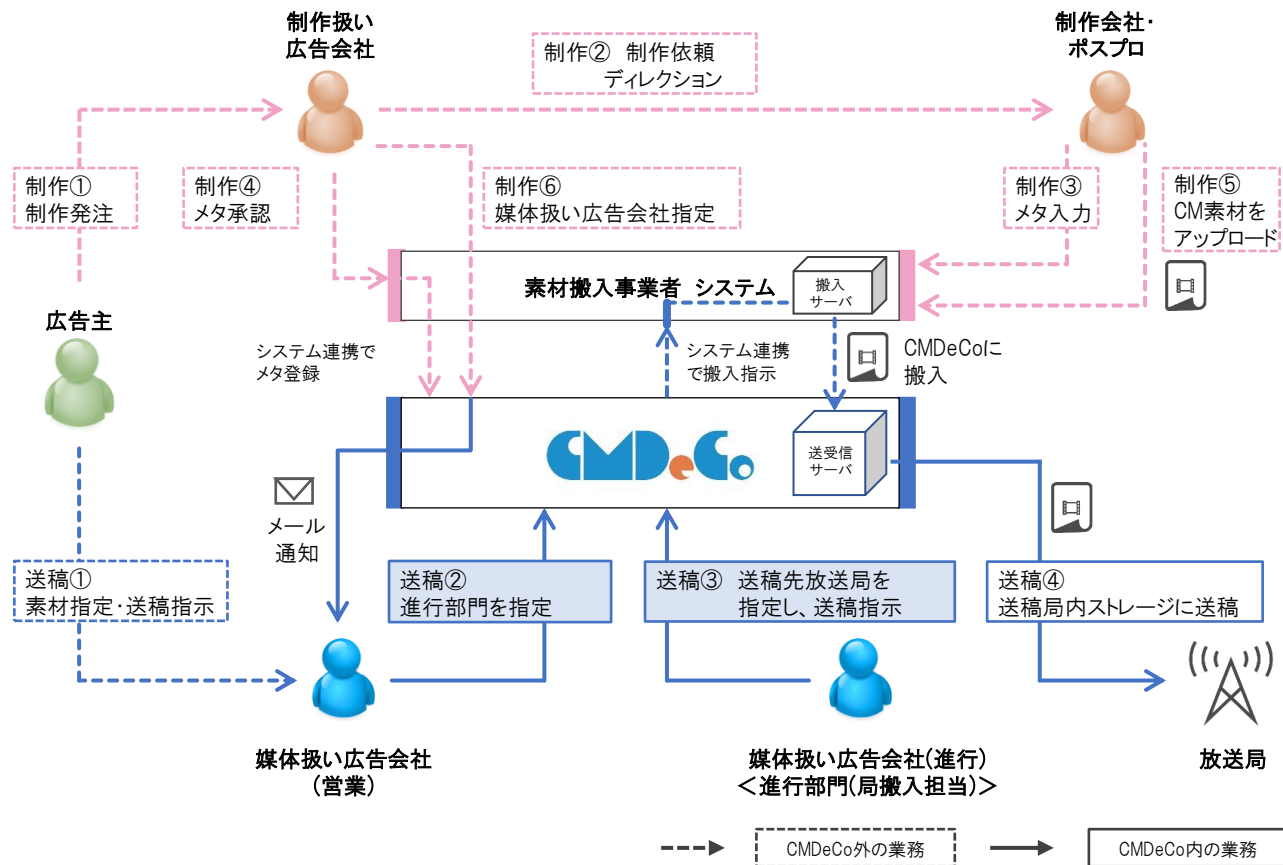 制作扱い
広告会社
制作会社・
ポスプロ
制作② 制作依頼
ディレクション
制作①
制作発注
制作④
メタ承認
制作⑥
媒体扱い広告会社指定
制作③
メタ入力
制作⑤
CM素材を
アップロード
素材搬入事業者 システム
搬入
サーバ
広告主
システム連携で
メタ登録
システム連携
で搬入指示
CMDeCoに
搬入
CMDeCo
送受信
サーバ
メール
通知
送稿①
素材指定・送稿指示
送稿②
進行部門を指定
送稿③ 送稿先放送局を
指定し、送稿指示
送稿④
送稿局内ストレージに送稿
媒体扱い広告会社
(営業)
媒体扱い広告会社(進行)
＜進行部門(局搬入担当)＞
放送局
CMDeCo外の業務
CMDeCo内の業務